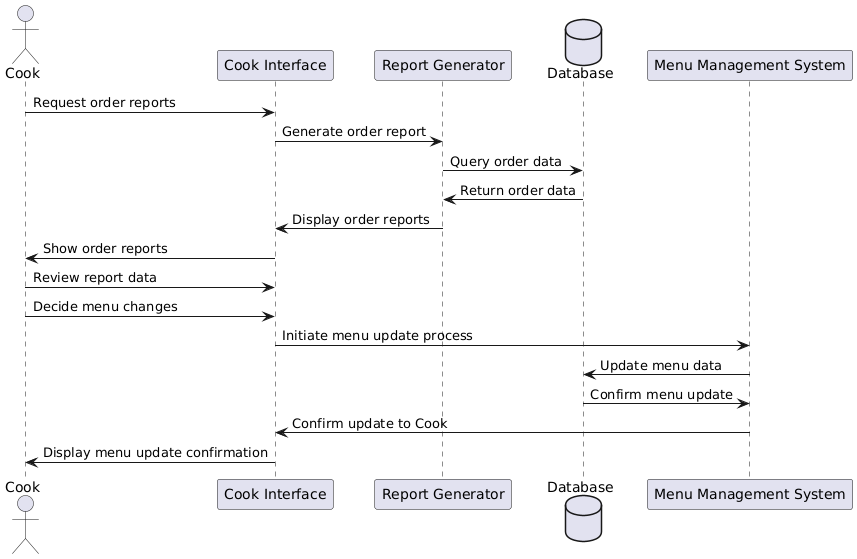 Cook
Cook Interface
Report Generator
Database
Menu Management System
Request order reports
Generate order report
Query order data
Return order data
Display order reports
Show order reports
Review report data
Decide menu changes
Initiate menu update process
Update menu data
Confirm menu update
Confirm update to Cook
Display menu update confirmation
Cook
Cook Interface
Report Generator
Database
Menu Management System